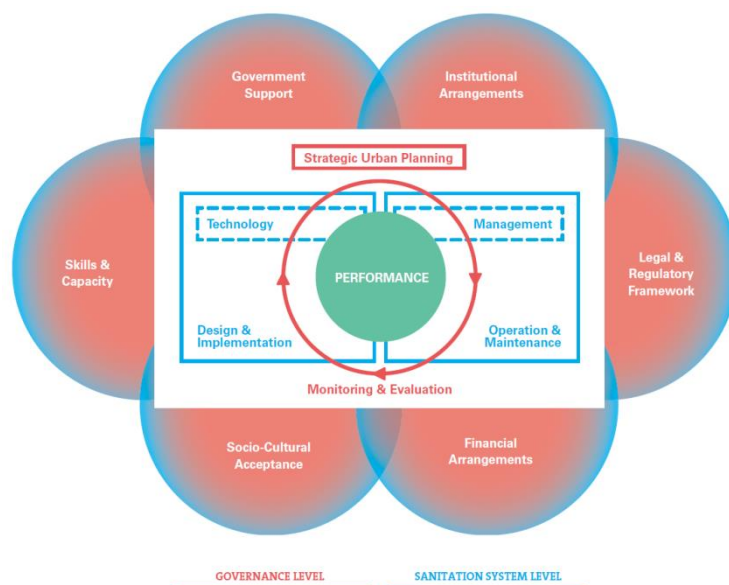 Government
Support
Institutional
Arrangements
Strategic Urban Planning
Technology
Management
Skills &
Capacity
PERFORMANCE
Legal &
Regulatory
Framework
Design &
Implementation
Operation &
Maintenance
Monitoring & Evaluation
Socio-Cultural
Acceptance
Financial
Arrangements
GOVERNANCE LEVEL
SANITATION SYSTEM LEVEL